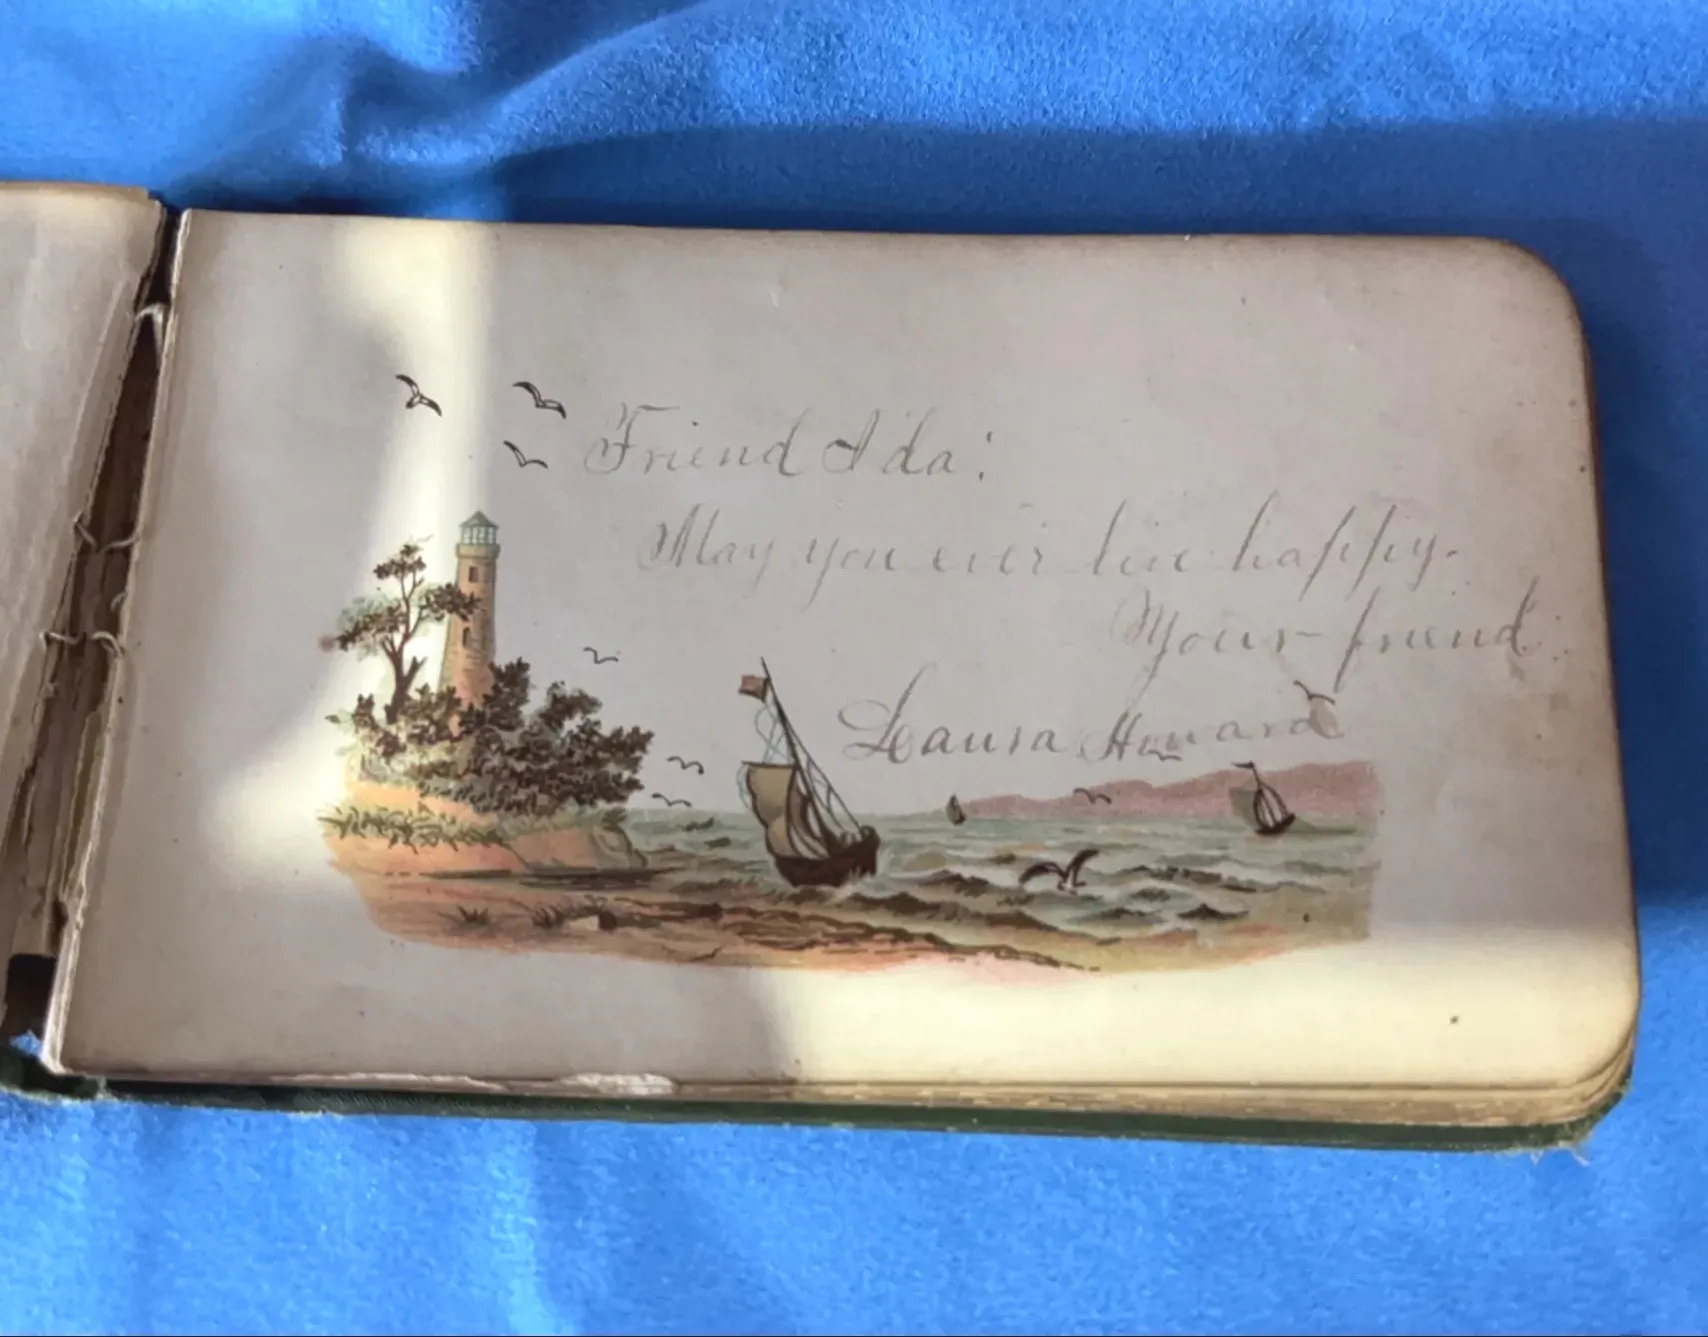 Friend Ida:
May you ever live happy.
Your friend
Laura Howard